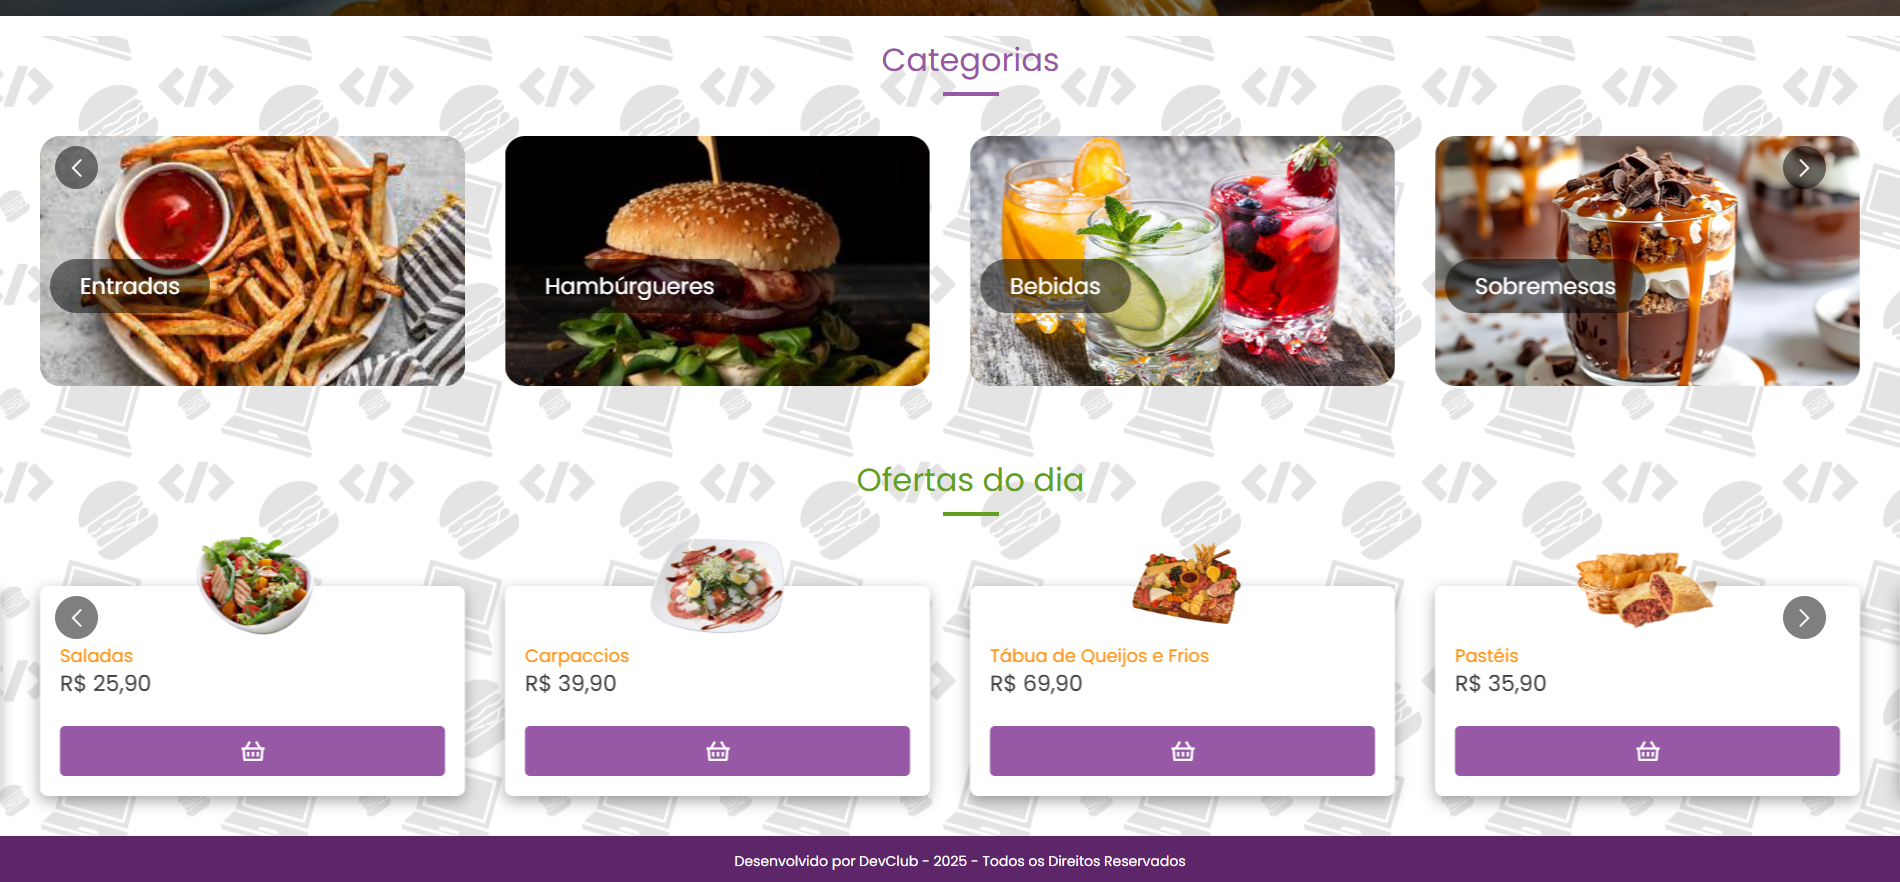 Categorias
Entradas
Hambúrgueres
Bebidas
Sobremesas
Ofertas do dia
Saladas
R$ 25,90
Carpaccios
R$ 39,90
Tábua de Queijos e Frios
R$ 69,90
Pastéis
R$ 35,90
Desenvolvido por DevClub - 2025 - Todos os Direitos Reservados